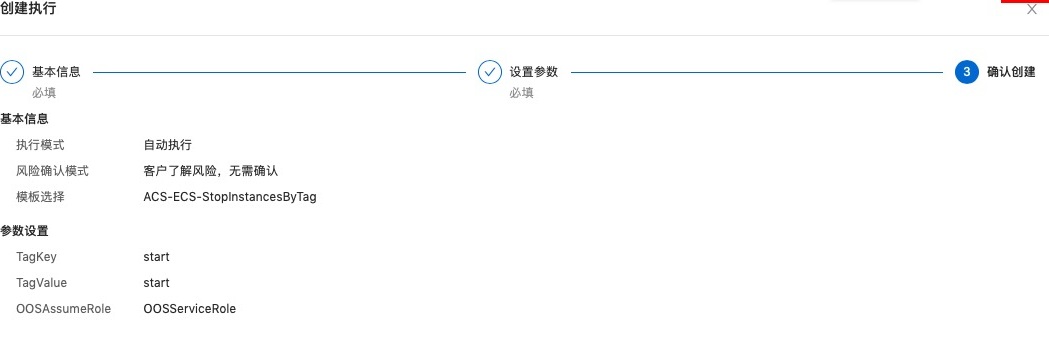 创建执行
基本信息
必填
设置参数
必填
3 确认创建
基本信息
执行模式 自动执行
风险确认模式 客户了解风险，无需确认
模板选择 ACS-ECS-StopInstancesByTag
参数设置
TagKey start
TagValue start
OOSAssumeRole OOSServiceRole